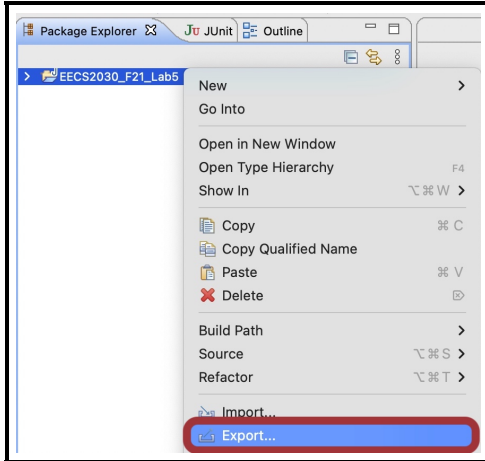 Package Explorer JU JUnit Outline
EECS2030_F21_Lab5
New
Go Into
Open in New Window
Open Type Hierarchy F4
Show In ⌥⌘W
Copy ⌘C
Copy Qualified Name
Paste ⌘V
Delete ⌦
Build Path
Source ⌥⌘S
Refactor ⌥⌘T
Import...
Export...